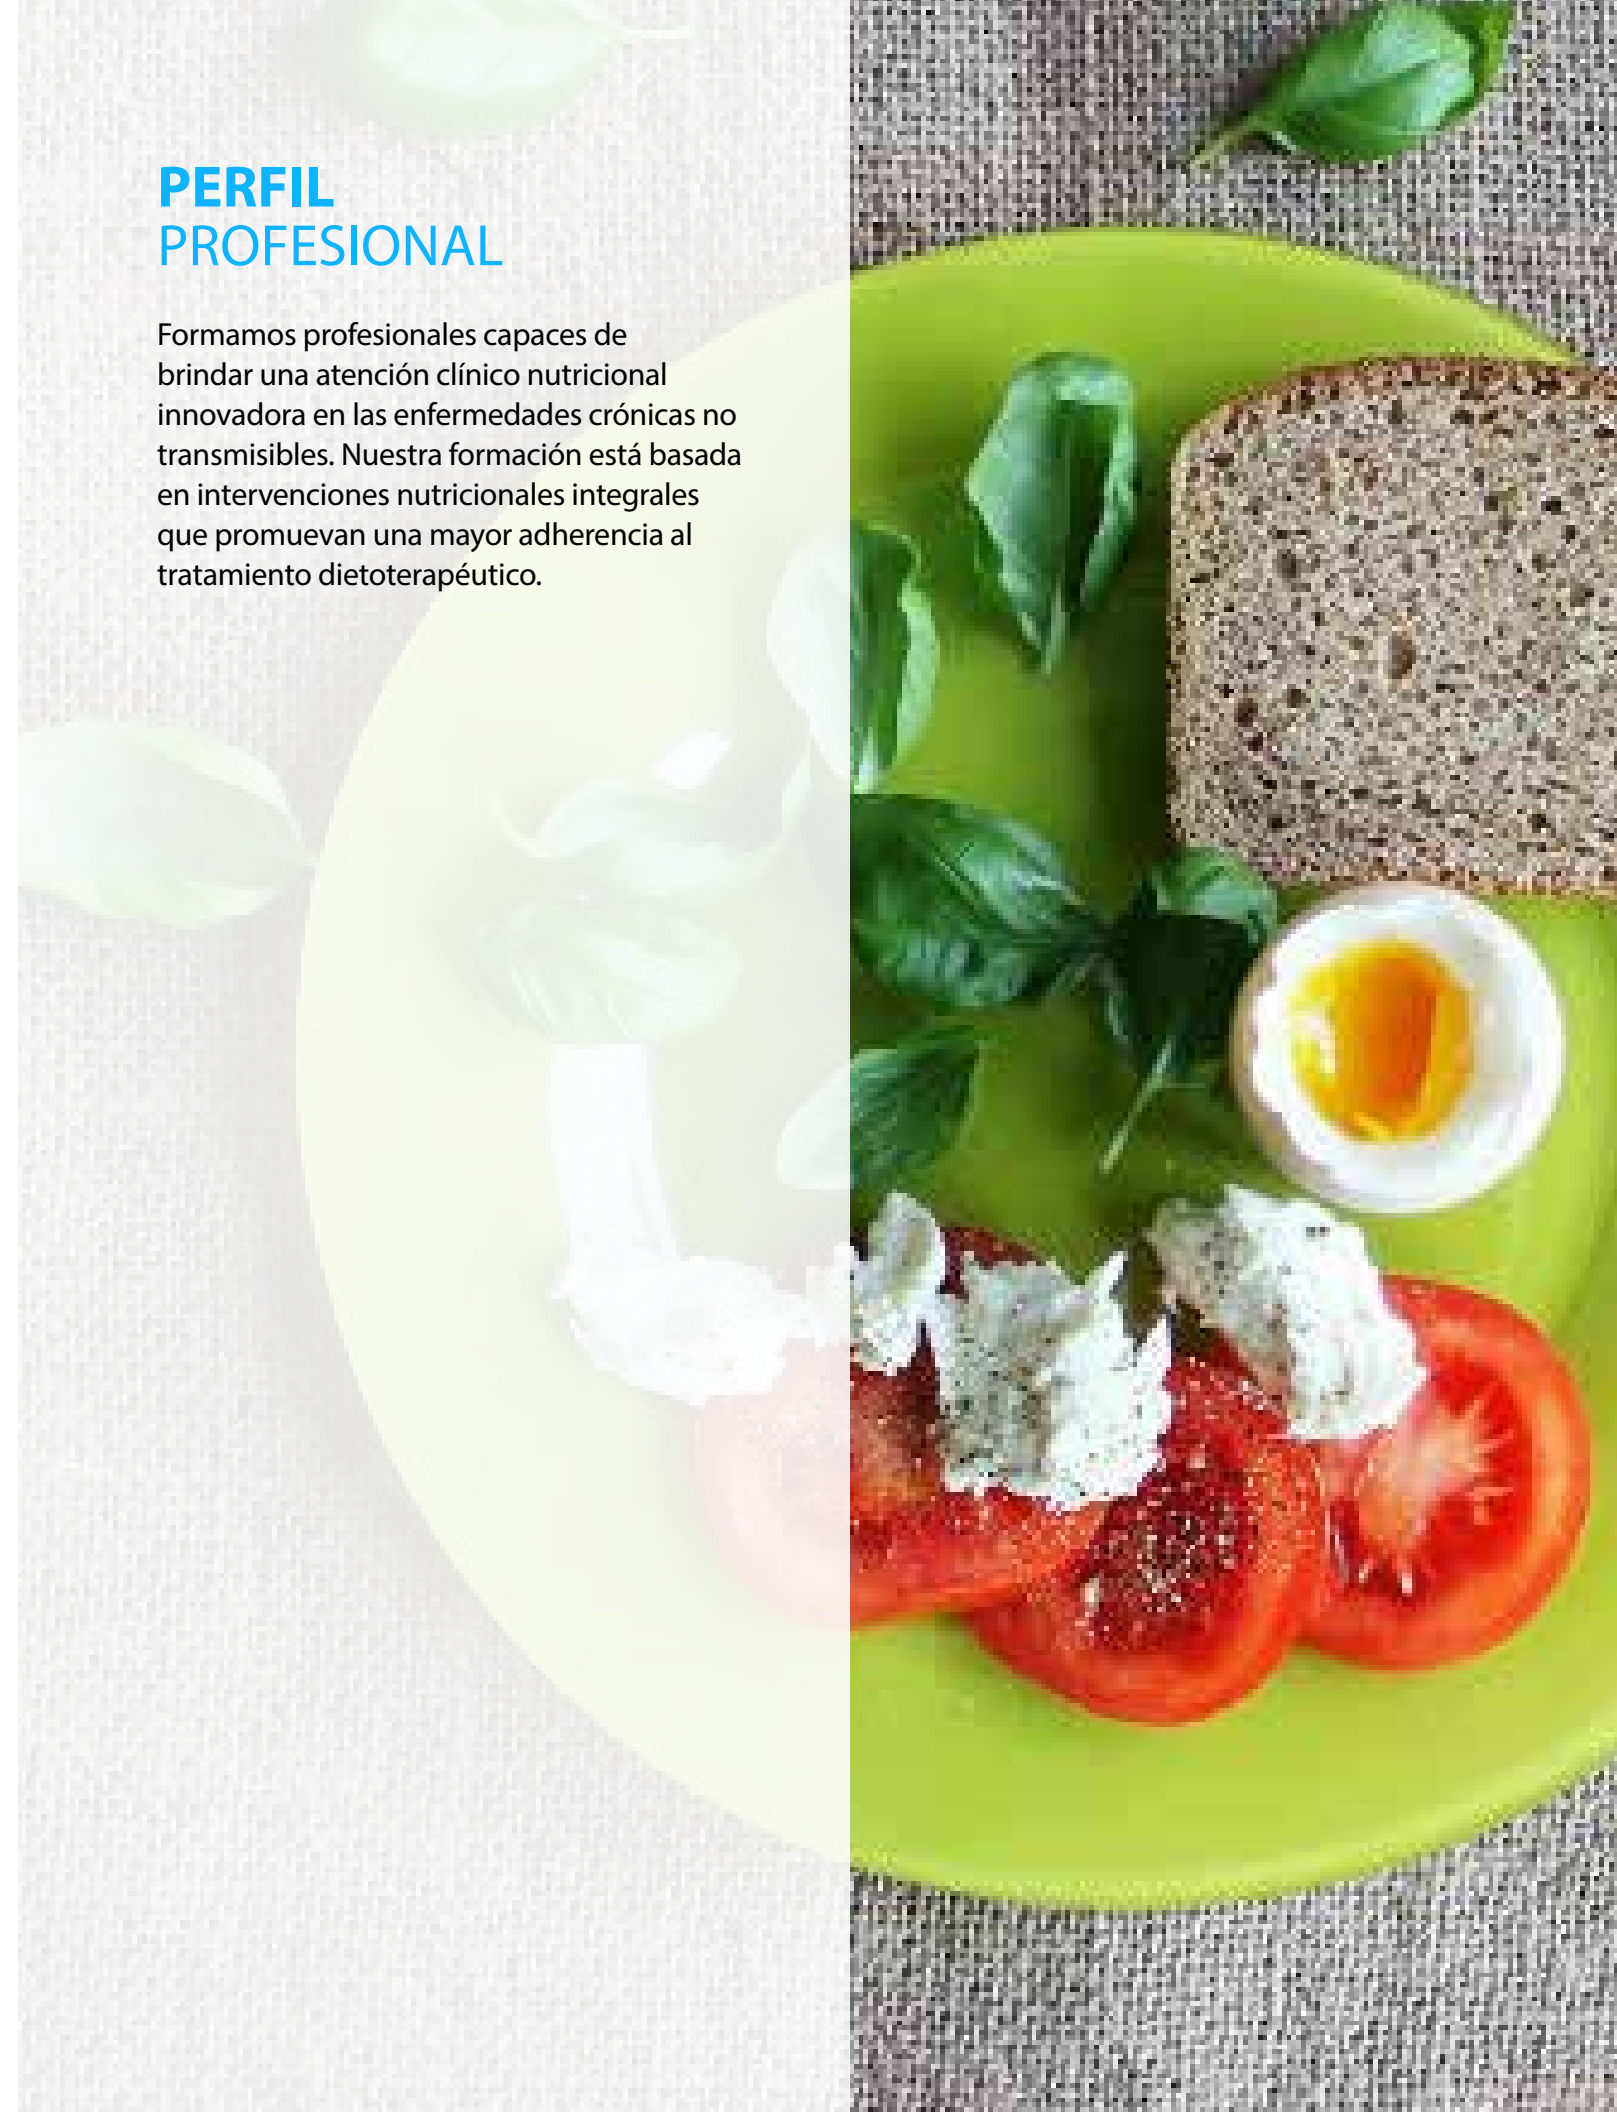 PERFIL
PROFESIONAL
Formamos profesionales capaces de
brindar una atención clínico nutricional
innovadora en las enfermedades crónicas no
transmisibles. Nuestra formación está basada
en intervenciones nutricionales integrales
que promuevan una mayor adherencia al
tratamiento dietoterapéutico.